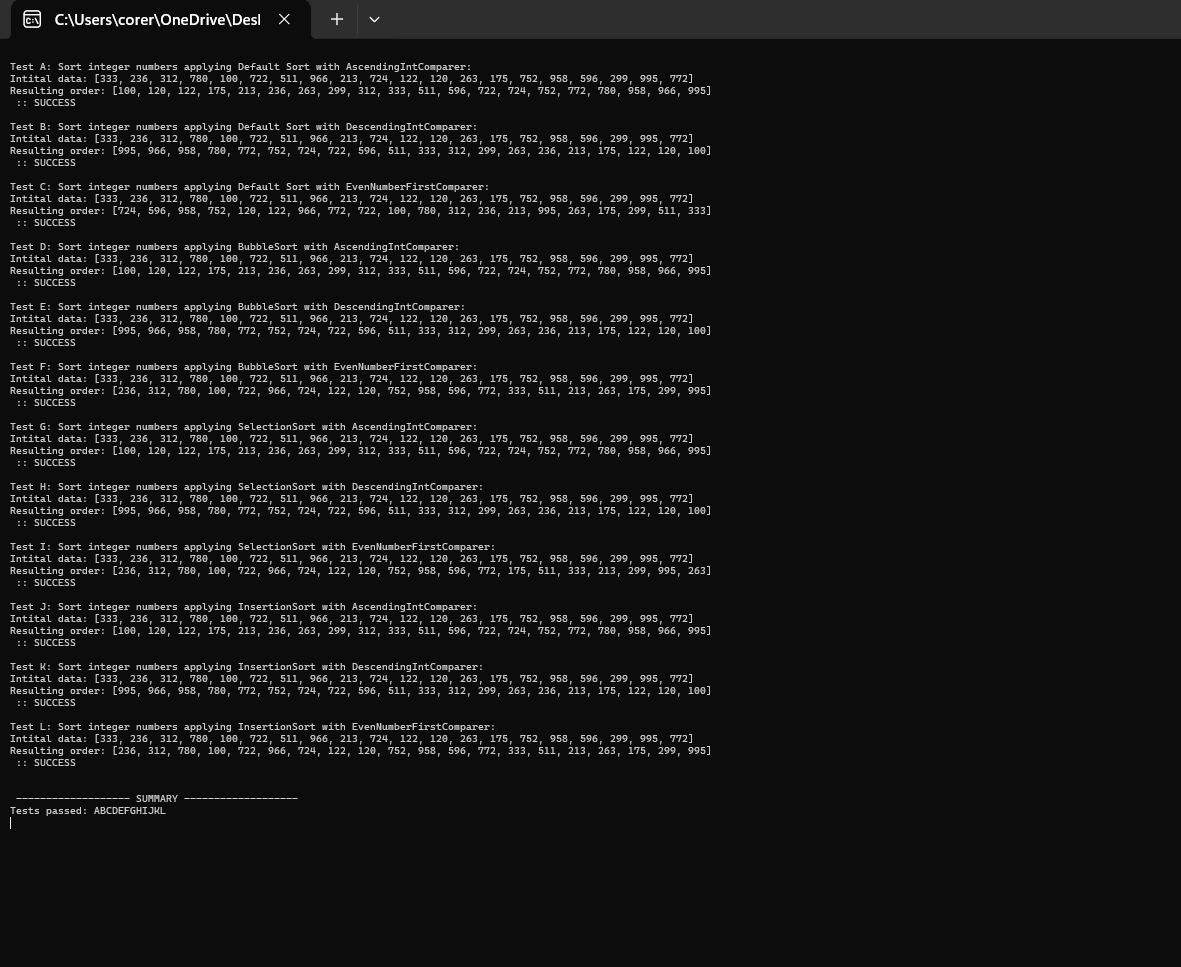 C:\Users\corer\OneDrive\Desl
Test A: Sort integer numbers applying Default Sort with AscendingIntComparer:
Intital data: [333, 236, 312, 780, 100, 722, 511, 966, 213, 724, 122, 120, 263, 175, 752, 958, 596, 299, 995, 772]
Resulting order: [100, 120, 122, 175, 213, 236, 263, 299, 312, 333, 511, 596, 722, 724, 752, 772, 780, 958, 966, 995]
:: SUCCESS
Test B: Sort integer numbers applying Default Sort with DescendingIntComparer:
Intital data: [333, 236, 312, 780, 100, 722, 511, 966, 213, 724, 122, 120, 263, 175, 752, 958, 596, 299, 995, 772]
Resulting order: [995, 966, 958, 780, 772, 752, 724, 722, 596, 511, 333, 312, 299, 263, 236, 213, 175, 122, 120, 100]
:: SUCCESS
Test C: Sort integer numbers applying Default Sort with EvenNumberFirstComparer:
Intital data: [333, 236, 312, 780, 100, 722, 511, 966, 213, 724, 122, 120, 263, 175, 752, 958, 596, 299, 995, 772]
Resulting order: [724, 596, 958, 752, 120, 122, 966, 772, 722, 100, 780, 312, 236, 213, 995, 263, 175, 299, 511, 333]
:: SUCCESS
Test D: Sort integer numbers applying BubbleSort with AscendingIntComparer:
Intital data: [333, 236, 312, 780, 100, 722, 511, 966, 213, 724, 122, 120, 263, 175, 752, 958, 596, 299, 995, 772]
Resulting order: [100, 120, 122, 175, 213, 236, 263, 299, 312, 333, 511, 596, 722, 724, 752, 772, 780, 958, 966, 995]
:: SUCCESS
Test E: Sort integer numbers applying BubbleSort with DescendingIntComparer:
Intital data: [333, 236, 312, 780, 100, 722, 511, 966, 213, 724, 122, 120, 263, 175, 752, 958, 596, 299, 995, 772]
Resulting order: [995, 966, 958, 780, 772, 752, 724, 722, 596, 511, 333, 312, 299, 263, 236, 213, 175, 122, 120, 100]
:: SUCCESS
Test F: Sort integer numbers applying BubbleSort with EvenNumberFirstComparer:
Intital data: [333, 236, 312, 780, 100, 722, 511, 966, 213, 724, 122, 120, 263, 175, 752, 958, 596, 299, 995, 772]
Resulting order: [236, 312, 780, 100, 722, 966, 724, 122, 120, 752, 958, 596, 772, 333, 511, 213, 263, 175, 299, 995]
:: SUCCESS
Test G: Sort integer numbers applying SelectionSort with AscendingIntComparer:
Intital data: [333, 236, 312, 780, 100, 722, 511, 966, 213, 724, 122, 120, 263, 175, 752, 958, 596, 299, 995, 772]
Resulting order: [100, 120, 122, 175, 213, 236, 263, 299, 312, 333, 511, 596, 722, 724, 752, 772, 780, 958, 966, 995]
:: SUCCESS
Test H: Sort integer numbers applying SelectionSort with DescendingIntComparer:
Intital data: [333, 236, 312, 780, 100, 722, 511, 966, 213, 724, 122, 120, 263, 175, 752, 958, 596, 299, 995, 772]
Resulting order: [995, 966, 958, 780, 772, 752, 724, 722, 596, 511, 333, 312, 299, 263, 236, 213, 175, 122, 120, 100]
:: SUCCESS
Test I: Sort integer numbers applying SelectionSort with EvenNumberFirstComparer:
Intital data: [333, 236, 312, 780, 100, 722, 511, 966, 213, 724, 122, 120, 263, 175, 752, 958, 596, 299, 995, 772]
Resulting order: [236, 312, 780, 100, 722, 966, 724, 122, 120, 752, 958, 596, 772, 175, 511, 333, 213, 299, 995, 263]
:: SUCCESS
Test J: Sort integer numbers applying InsertionSort with AscendingIntComparer:
Intital data: [333, 236, 312, 780, 100, 722, 511, 966, 213, 724, 122, 120, 263, 175, 752, 958, 596, 299, 995, 772]
Resulting order: [100, 120, 122, 175, 213, 236, 263, 299, 312, 333, 511, 596, 722, 724, 752, 772, 780, 958, 966, 995]
:: SUCCESS
Test K: Sort integer numbers applying InsertionSort with DescendingIntComparer:
Intital data: [333, 236, 312, 780, 100, 722, 511, 966, 213, 724, 122, 120, 263, 175, 752, 958, 596, 299, 995, 772]
Resulting order: [995, 966, 958, 780, 772, 752, 724, 722, 596, 511, 333, 312, 299, 263, 236, 213, 175, 122, 120, 100]
:: SUCCESS
Test L: Sort integer numbers applying InsertionSort with EvenNumberFirstComparer:
Intital data: [333, 236, 312, 780, 100, 722, 511, 966, 213, 724, 122, 120, 263, 175, 752, 958, 596, 299, 995, 772]
Resulting order: [236, 312, 780, 100, 722, 966, 724, 122, 120, 752, 958, 596, 772, 333, 511, 213, 263, 175, 299, 995]
:: SUCCESS
------------------- SUMMARY -------------------
Tests passed: ABCDEFGHIJKL